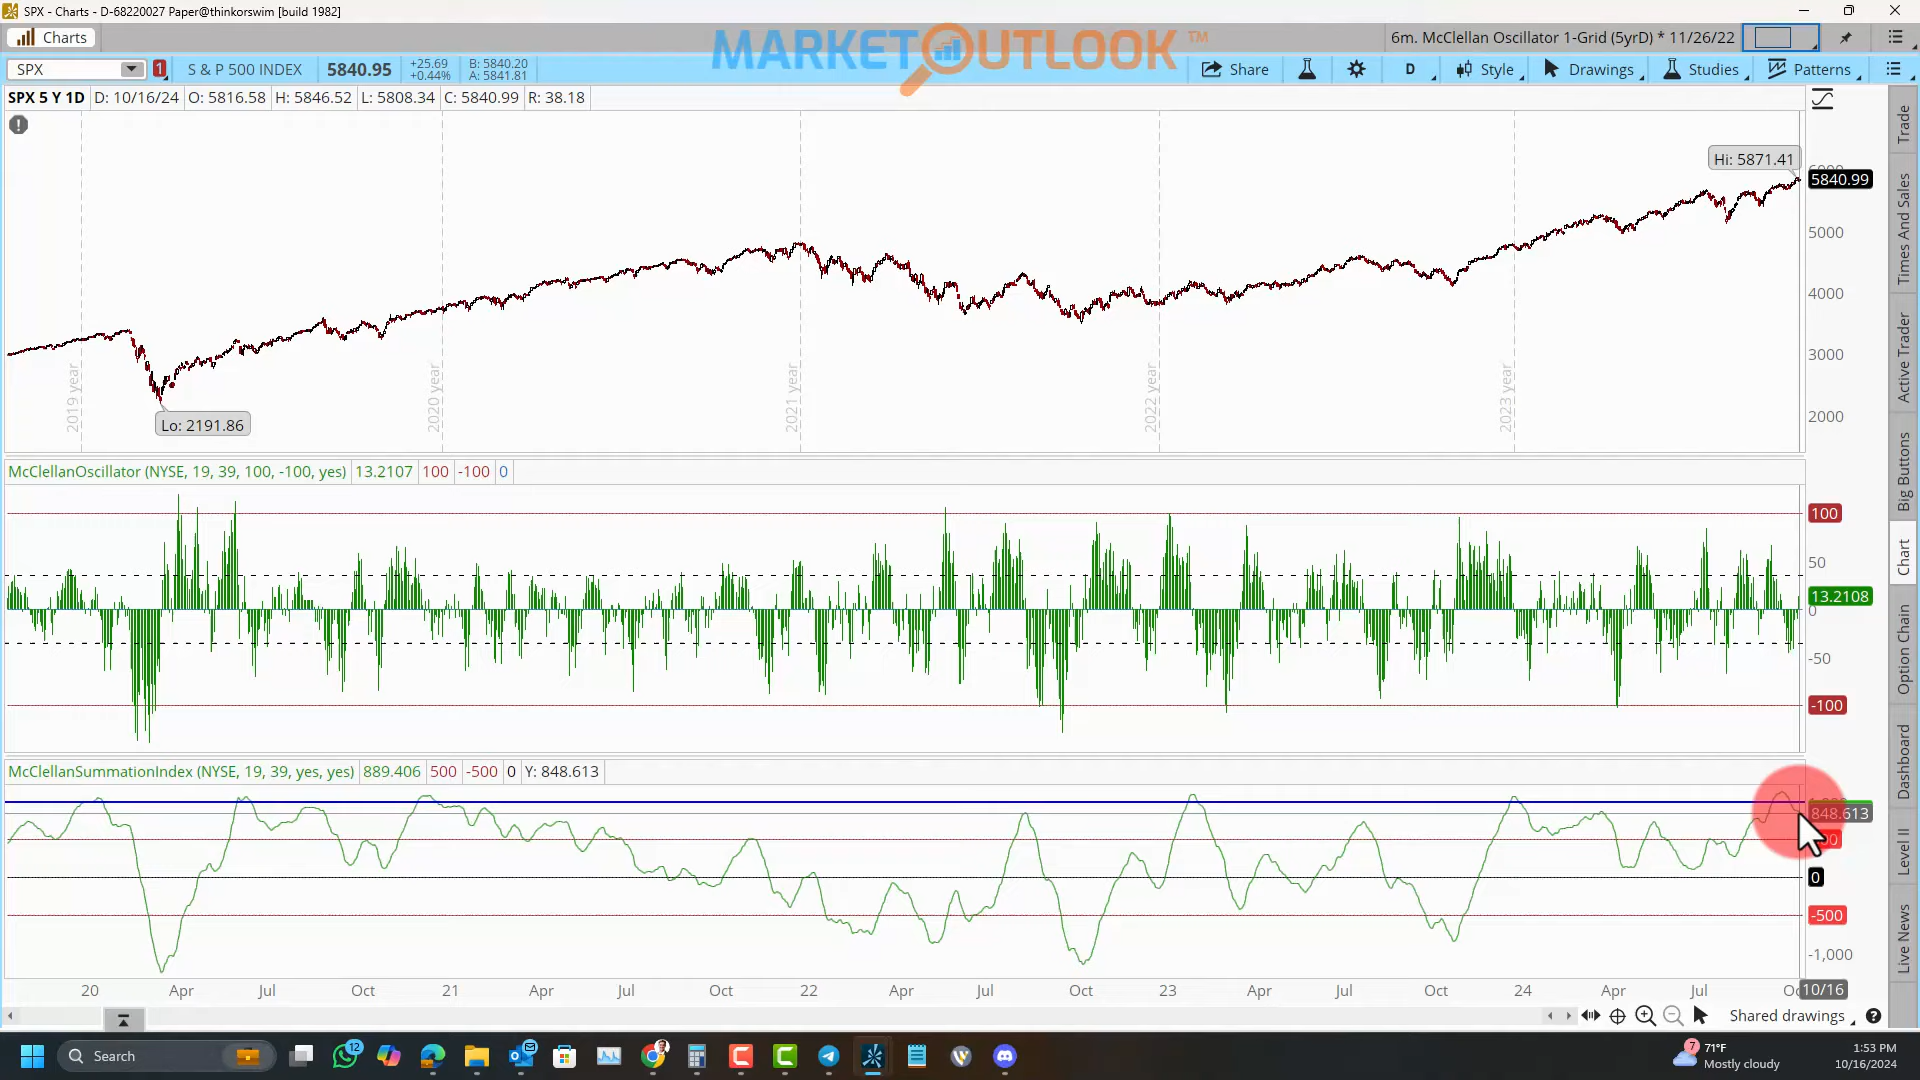 SPX - Charts - D-68220027 Paper@thinkorswim [build 1982]
Charts
MARKETOUTLOOK™
6m. McClellan Oscillator 1-Grid (5yrD) * 11/26/22
SPX
1
S & P 500 INDEX
5840.95
+25.69
+0.44%
B: 5840.20
A: 5841.81
Share
D
Style
Drawings
Studies
Patterns
SPX 5 Y 1D
D: 10/16/24
O: 5816.58
H: 5846.52
L: 5808.34
C: 5840.99
R: 38.18
Hi: 5871.41
5840.99
5000
4000
3000
2000
Lo: 2191.86
2019 year
2020 year
2021 year
2022 year
2023 year
McClellanOscillator (NYSE, 19, 39, 100, -100, yes)
13.2107
100
-100
0
100
50
13.2108
0
-50
-100
McClellanSummationIndex (NYSE, 19, 39, yes, yes)
889.406
500
-500
0
Y: 848.613
848.613
0
-500
-1,000
20
Apr
Jul
Oct
21
Apr
Jul
Oct
22
Apr
Jul
Oct
23
Apr
Jul
Oct
24
Apr
Jul
10/16
Shared drawings
Trade
Times And Sales
Active Trader
Big Buttons
Chart
Option Chain
Dashboard
Level II
Live News
Search
12
7
71°F
Mostly cloudy
1:53 PM
10/16/2024